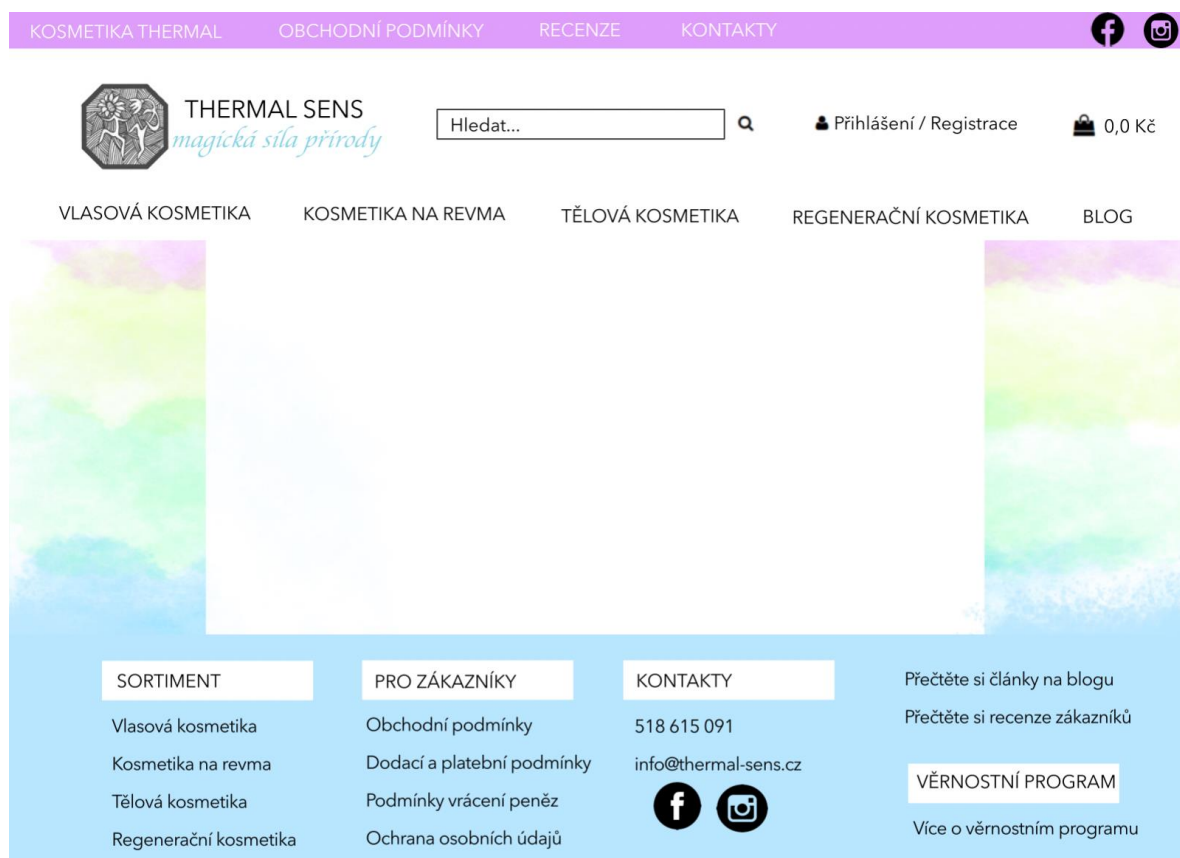 KOSMETIKA THERMAL OBCHODNÍ PODMÍNKY RECENZE KONTAKTY
THERMAL SENS
magická síla přírody
Hledat...
Přihlášení / Registrace
0,0 Kč
VLASOVÁ KOSMETIKA KOSMETIKA NA REVMA TĚLOVÁ KOSMETIKA REGENERAČNÍ KOSMETIKA BLOG
SORTIMENT
Vlasová kosmetika
Kosmetika na revma
Tělová kosmetika
Regenerační kosmetika
PRO ZÁKAZNÍKY
Obchodní podmínky
Dodací a platební podmínky
Podmínky vrácení peněz
Ochrana osobních údajů
KONTAKTY
518 615 091
info@thermal-sens.cz
Přečtěte si články na blogu
Přečtěte si recenze zákazníků
VĚRNOSTNÍ PROGRAM
Více o věrnostním programu